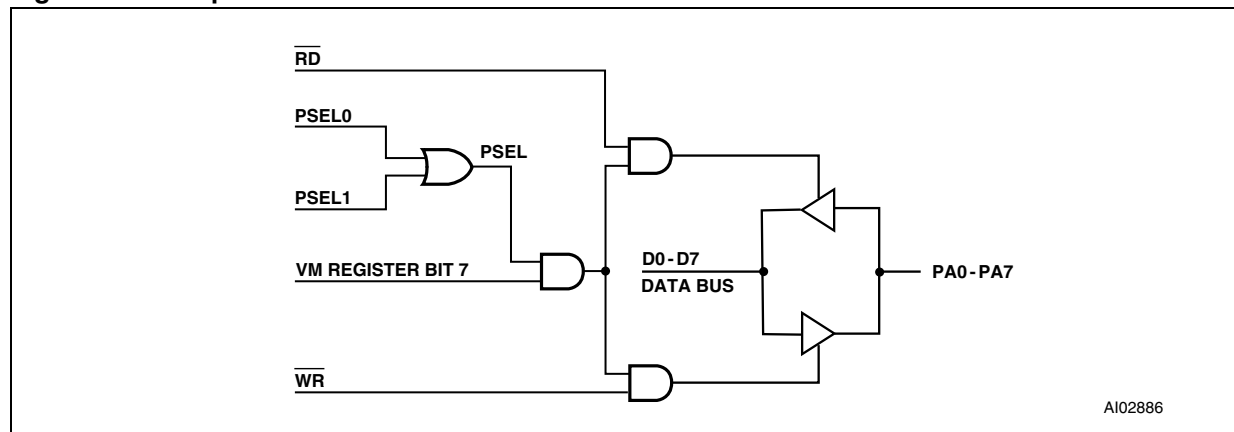 RD
PSEL0
PSEL
PSEL1
VM REGISTER BIT 7
D0-D7
DATA BUS
PA0-PA7
WR
AI02886